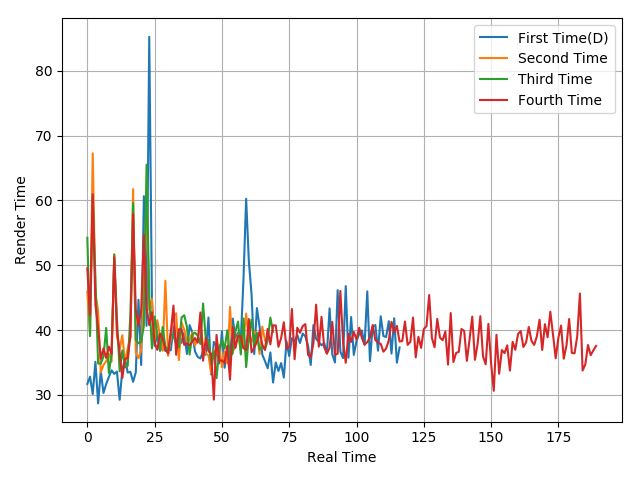 First Time(D)
Second Time
Third Time
Fourth Time
Render Time
80
70
60
50
40
30
0 25 50 75 100 125 150 175
Real Time